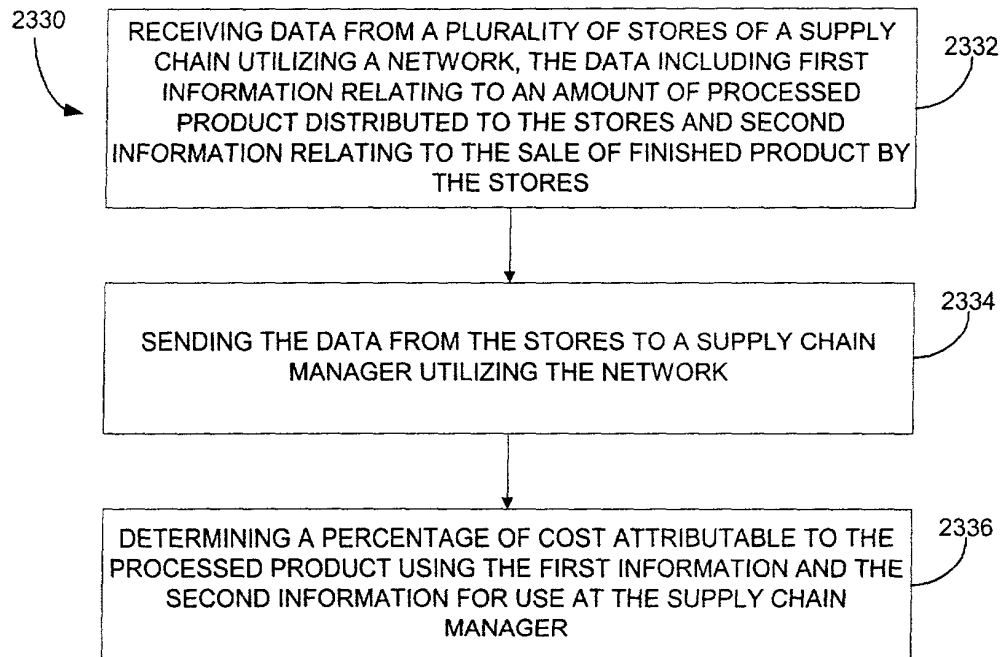 2330
RECEIVING DATA FROM A PLURALITY OF STORES OF A SUPPLY
CHAIN UTILIZING A NETWORK, THE DATA INCLUDING FIRST
INFORMATION RELATING TO AN AMOUNT OF PROCESSED
PRODUCT DISTRIBUTED TO THE STORES AND SECOND
INFORMATION RELATING TO THE SALE OF FINISHED PRODUCT BY
THE STORES
2332
SENDING THE DATA FROM THE STORES TO A SUPPLY CHAIN
MANAGER UTILIZING THE NETWORK
2334
DETERMINING A PERCENTAGE OF COST ATTRIBUTABLE TO THE
PROCESSED PRODUCT USING THE FIRST INFORMATION AND THE
SECOND INFORMATION FOR USE AT THE SUPPLY CHAIN
MANAGER
2336